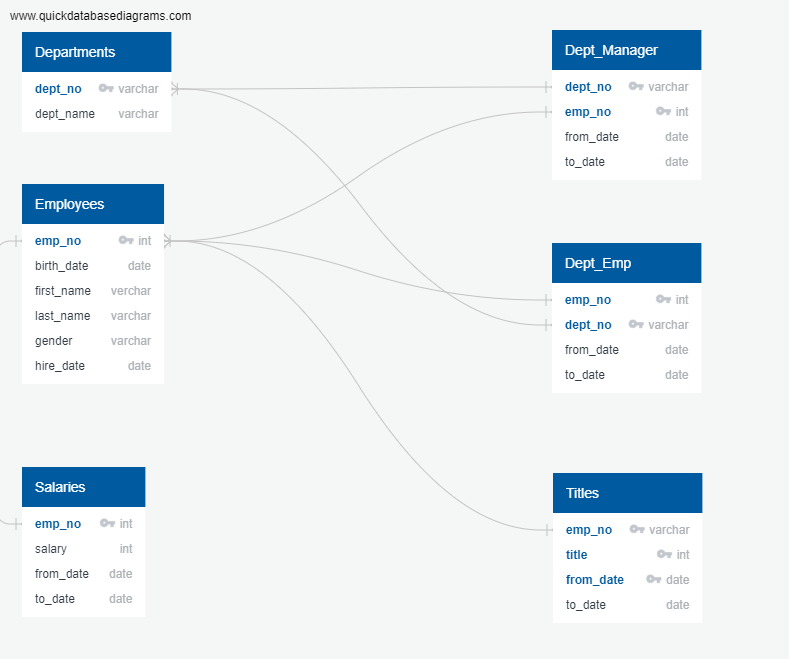 www.quickdatabasediagrams.com
Departments
dept_no varchar
dept_name varchar
Employees
emp_no int
birth_date date
first_name verchar
last_name varchar
gender varchar
hire_date date
Salaries
emp_no int
salary int
from_date date
to_date date
Dept_Manager
dept_no varchar
emp_no int
from_date date
to_date date
Dept_Emp
emp_no int
dept_no varchar
from_date date
to_date date
Titles
emp_no varchar
title int
from_date date
to_date date